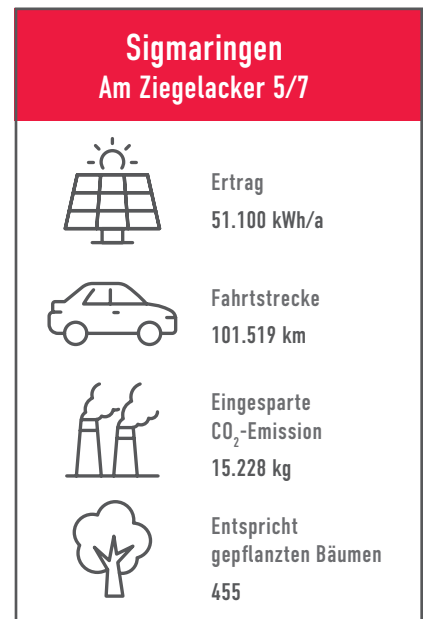 Sigmaringen
Am Ziegelacker 5/7
Ertrag
51.100 kWh/a
Fahrtstrecke
101.519 km
Eingesparte
CO₂-Emission
15.228 kg
Entspricht
gepflanzten Bäumen
455